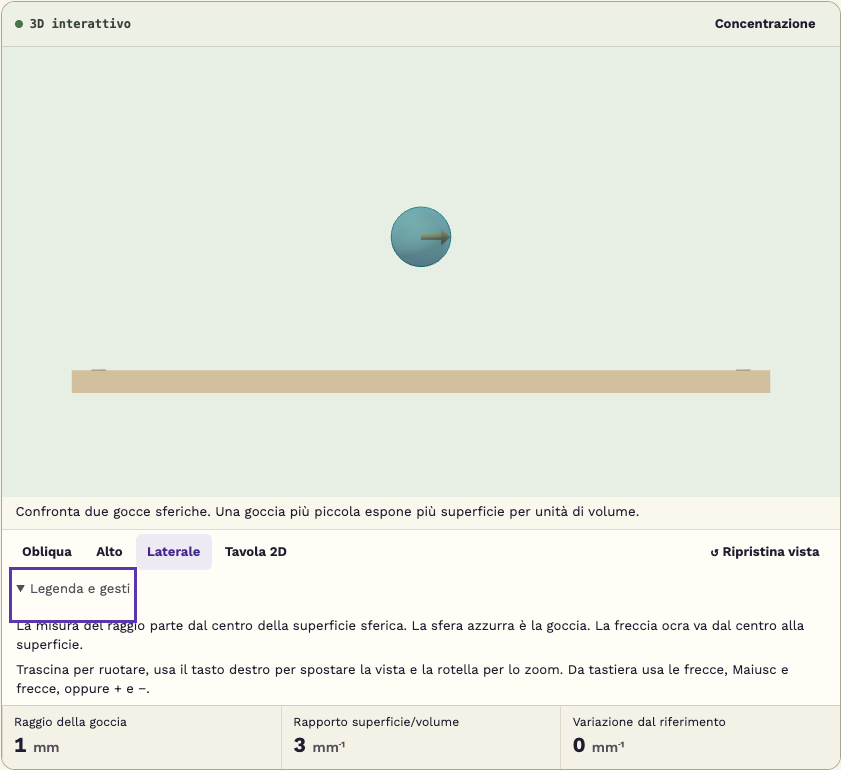 3D interattivo
Concentrazione
Confronta due gocce sferiche. Una goccia più piccola espone più superficie per unità di volume.
Obliqua Alto Laterale Tavola 2D ↺ Ripristina vista
▼ Legenda e gesti
La misura del raggio parte dal centro della superficie sferica. La sfera azzurra è la goccia. La freccia ocra va dal centro alla
superficie.
Trascina per ruotare, usa il tasto destro per spostare la vista e la rotella per lo zoom. Da tastiera usa le frecce, Maiusc e
frecce, oppure + e −.
Raggio della goccia
1 mm
Rapporto superficie/volume
3 mm⁻¹
Variazione dal riferimento
0 mm⁻¹